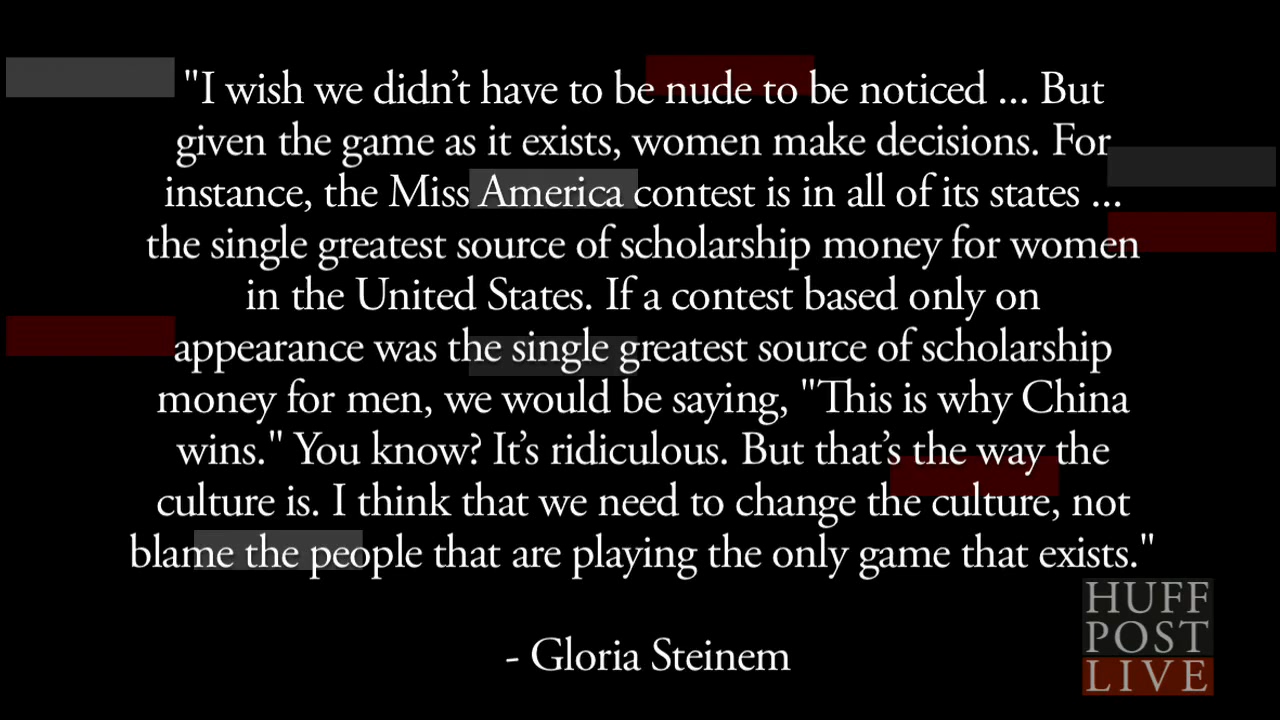 "I wish we didn’t have to be nude to be noticed ... But
given the game as it exists, women make decisions. For
instance, the Miss America contest is in all of its states ...
the single greatest source of scholarship money for women
in the United States. If a contest based only on
appearance was the single greatest source of scholarship
money for men, we would be saying, "This is why China
wins." You know? It’s ridiculous. But that’s the way the
culture is. I think that we need to change the culture, not
blame the people that are playing the only game that exists."
- Gloria Steinem
HUFF
POST
LIVE